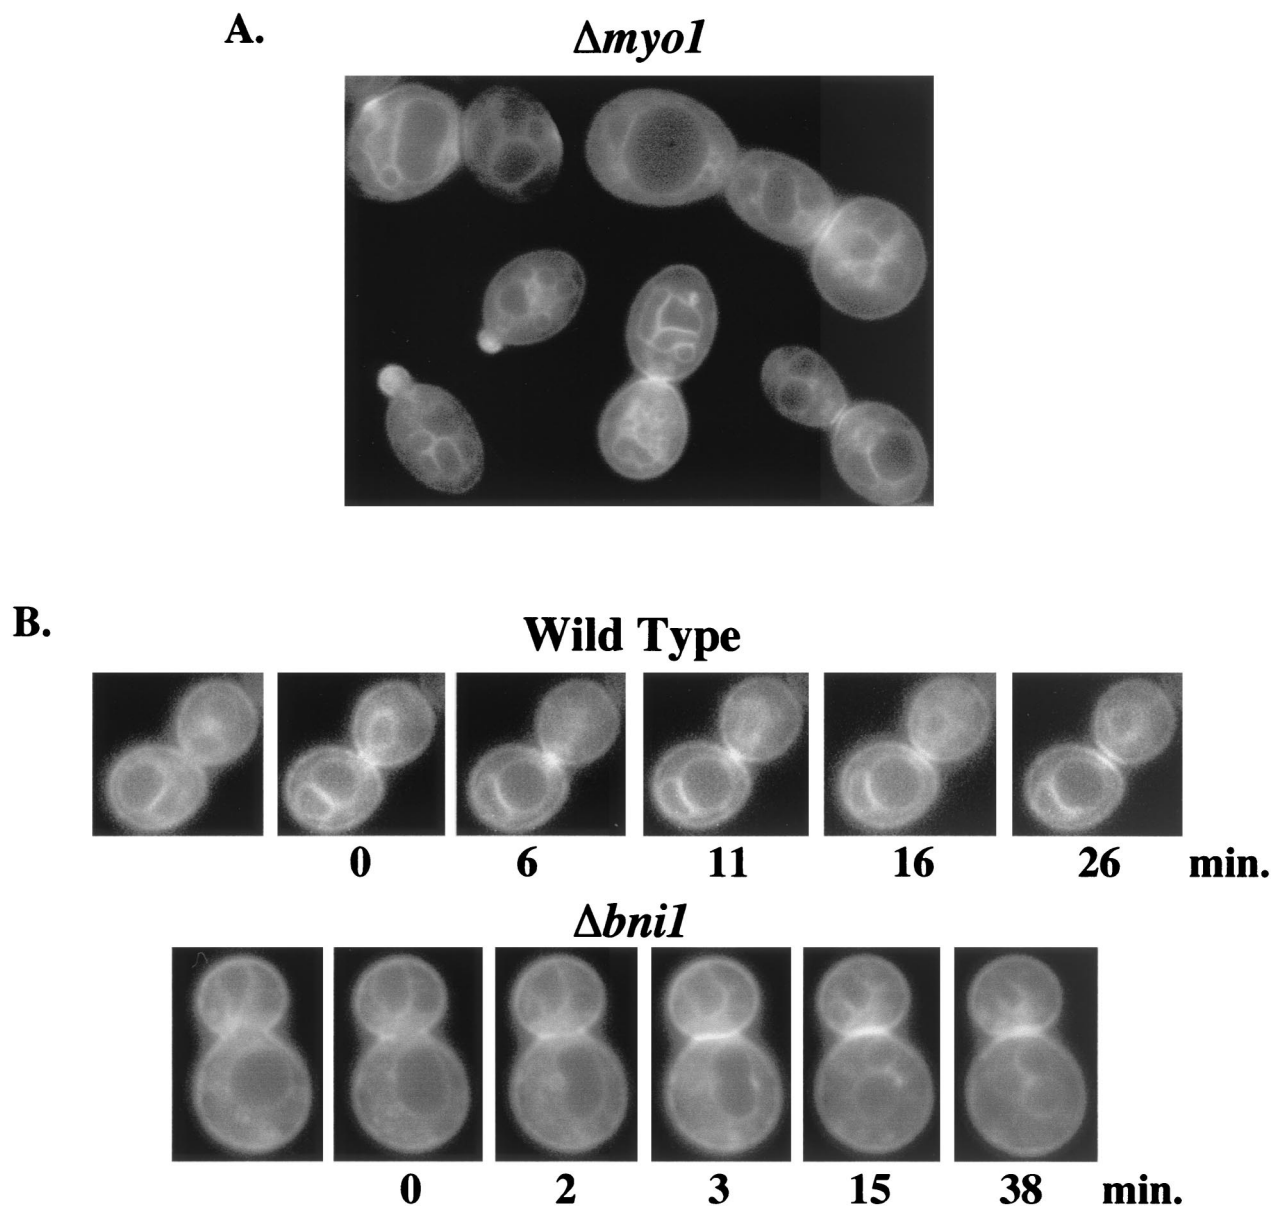 A.
Δmyo1
B.
Wild Type
0 6 11 16 26 min.
Δbni1
0 2 3 15 38 min.